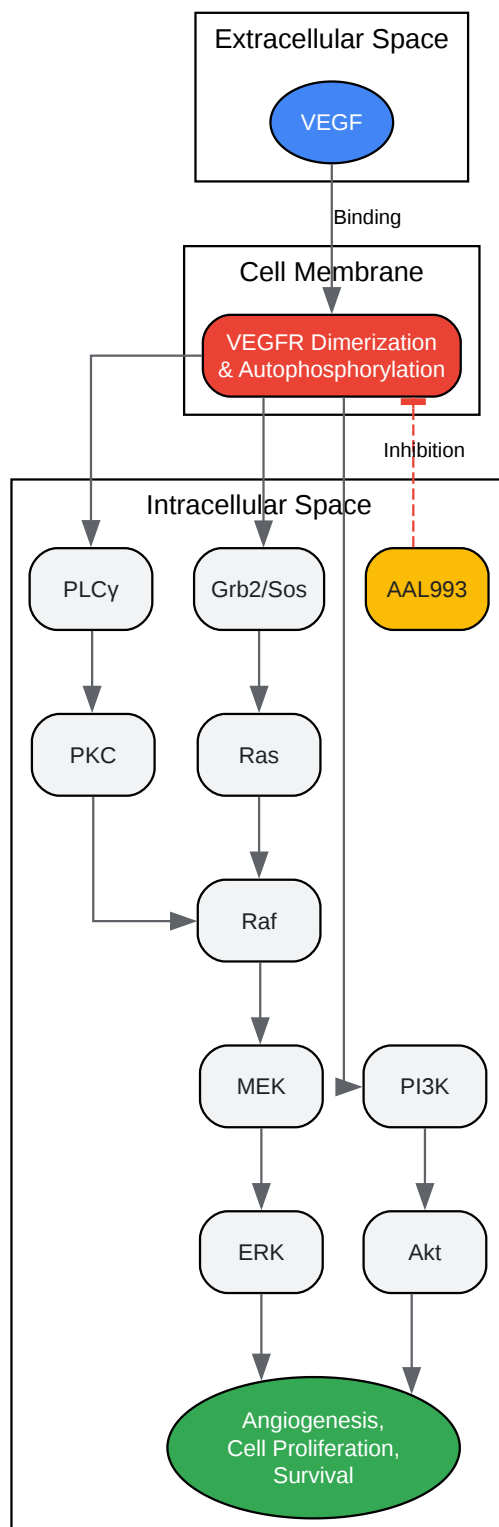 Extracellular Space
VEGF
Binding
Cell Membrane
VEGFR Dimerization
& Autophosphorylation
Inhibition
Intracellular Space
PLCγ
Grb2/Sos
AAL993
PKC
Ras
Raf
MEK
PI3K
ERK
Akt
Angiogenesis,
Cell Proliferation,
Survival